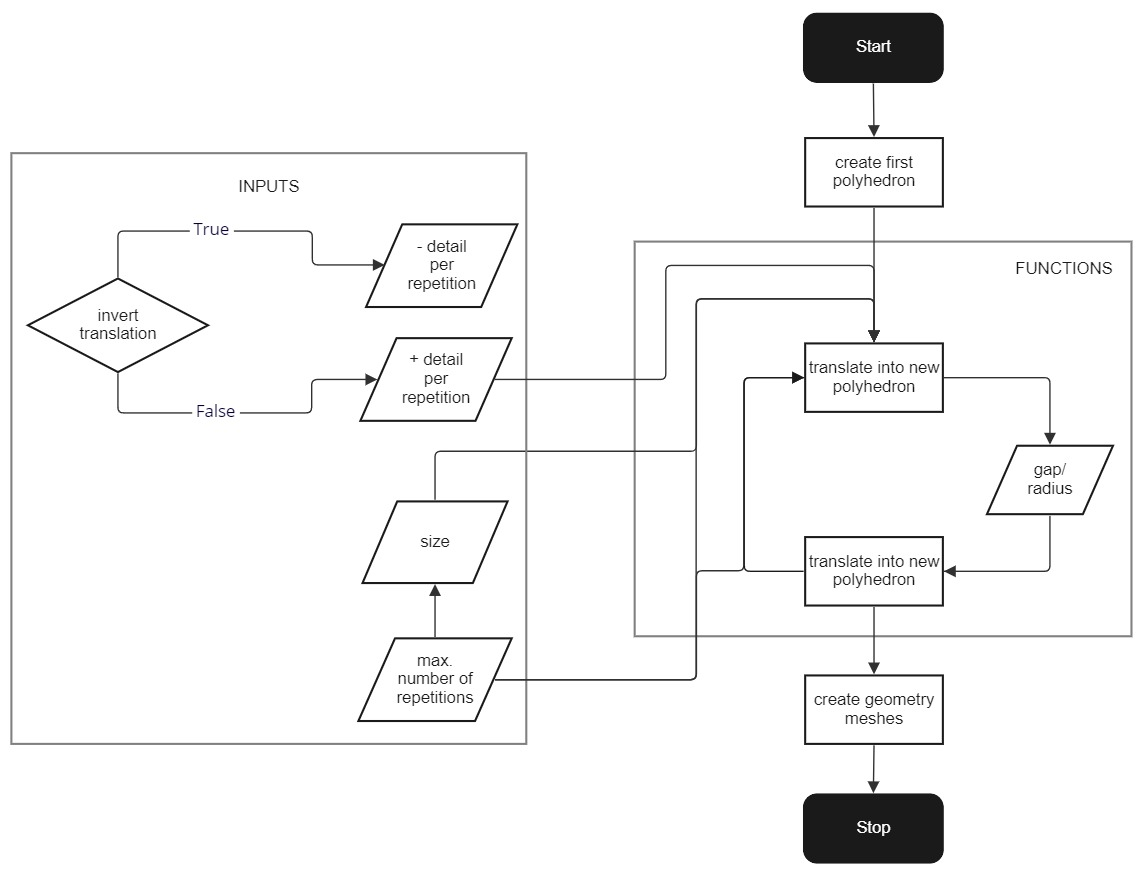 Start
create first
polyhedron
INPUTS
True
- detail
per
repetition
invert
translation
+ detail
per
repetition
False
size
max.
number of
repetitions
FUNCTIONS
translate into new
polyhedron
gap/
radius
translate into new
polyhedron
create geometry
meshes
Stop